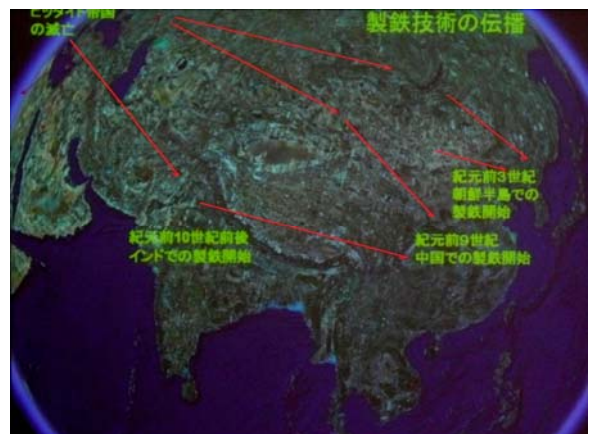 製鉄技術の伝播
ヒッタイト帝国
の滅亡
紀元前3世紀
朝鮮半島での
製鉄開始
紀元前10世紀前後
インドでの製鉄開始
紀元前9世紀
中国での製鉄開始